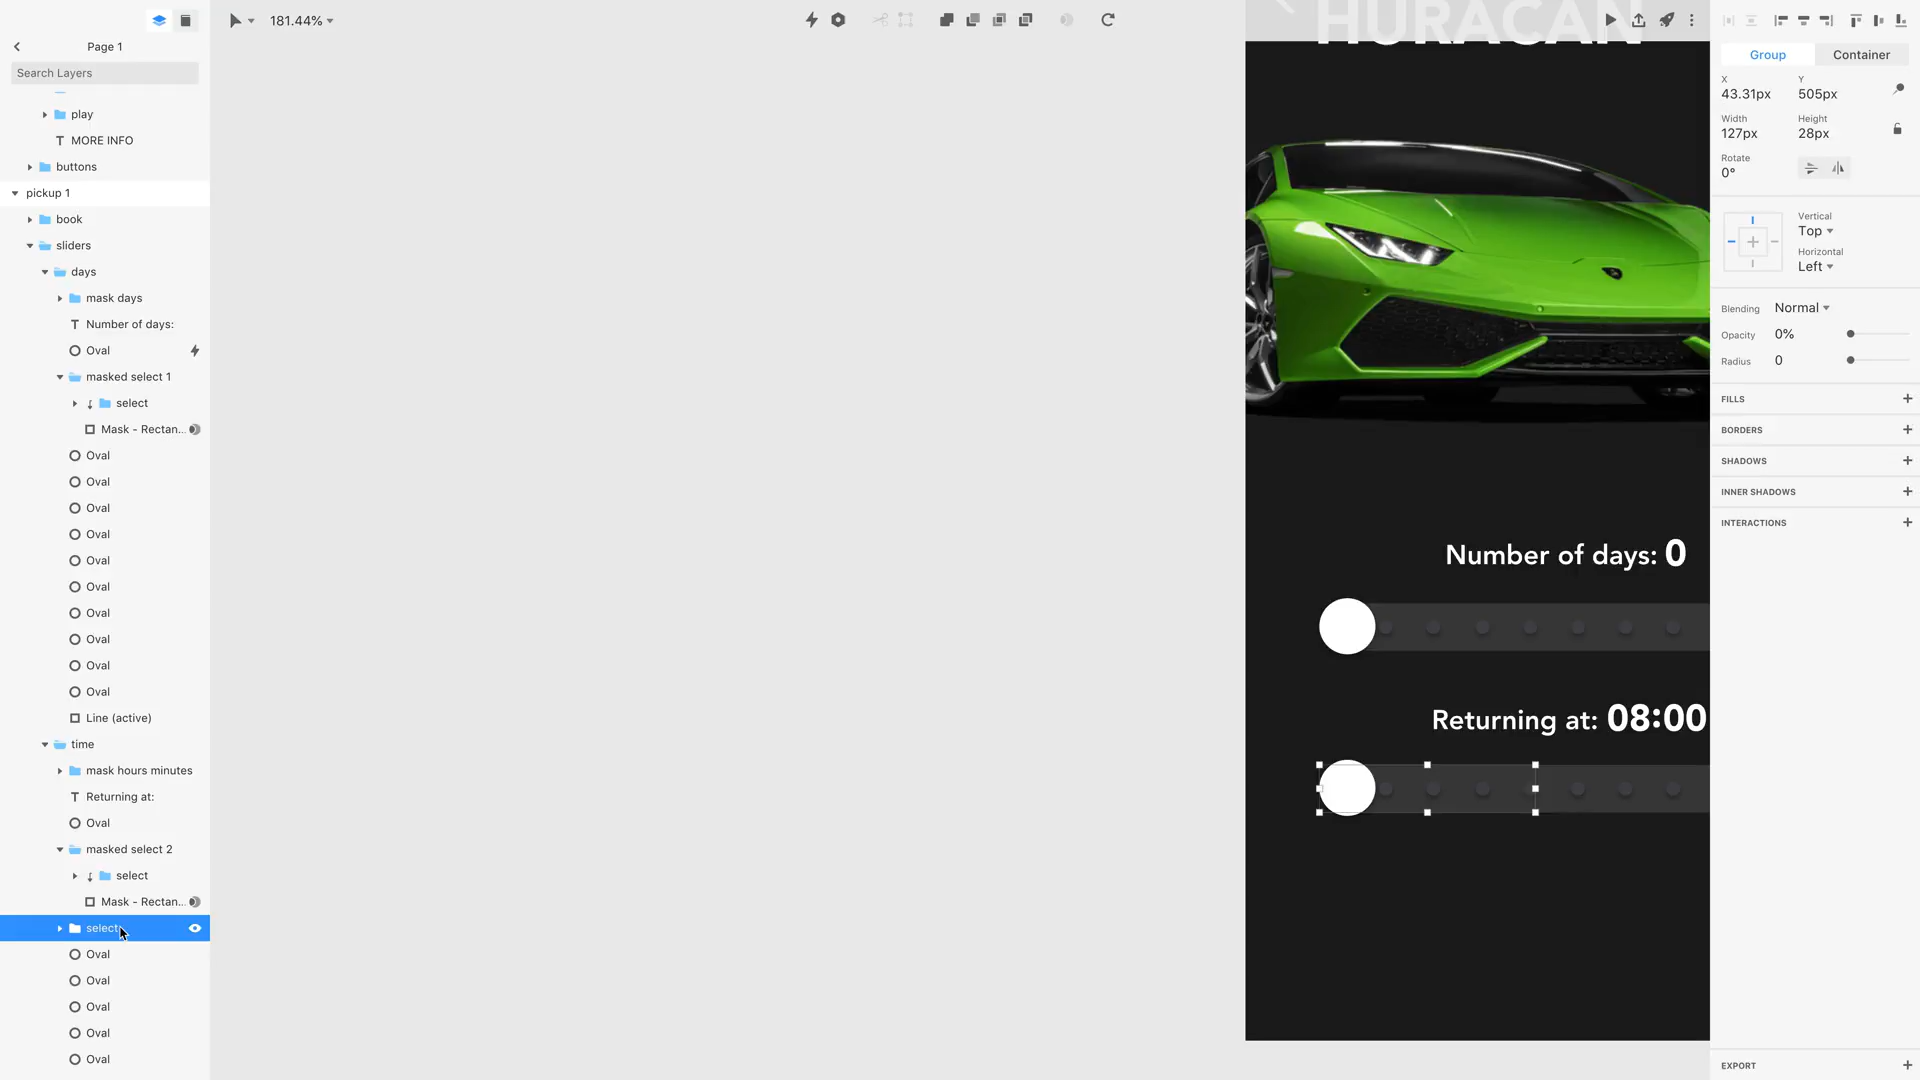 181.44%
Page 1
Search Layers
play
MORE INFO
buttons
pickup 1
book
sliders
days
mask days
Number of days:
Oval
masked select 1
select
Mask - Rectan...
Oval
Oval
Oval
Oval
Oval
Oval
Oval
Oval
Oval
Oval
Line (active)
time
mask hours minutes
Returning at:
Oval
masked select 2
select
Mask - Rectan...
select
Oval
Oval
Oval
Oval
Oval
HURACAN
Number of days: 0
Returning at: 08:00
Group
Container
X
Y
43.31px
505px
Width
Height
127px
28px
Rotate
0°
Vertical
Top
Horizontal
Left
Blending
Normal
Opacity
0%
Radius
0
FILLS
BORDERS
SHADOWS
INNER SHADOWS
INTERACTIONS
EXPORT